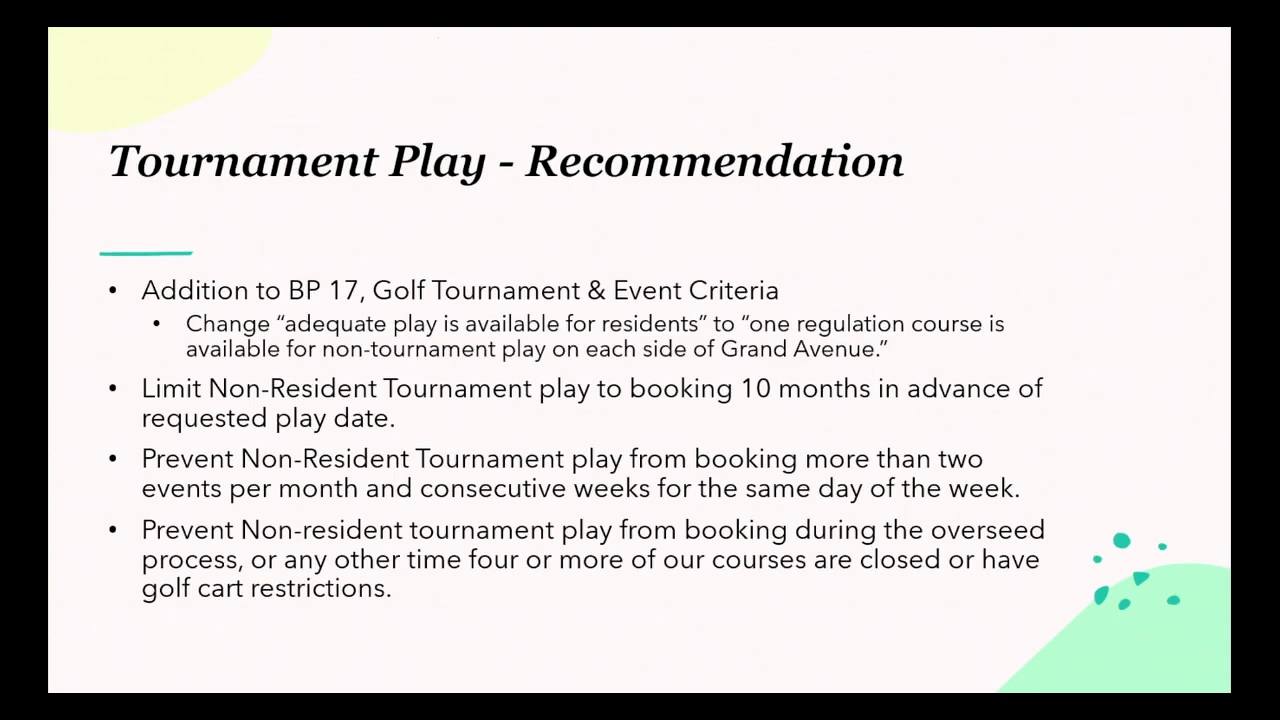 Tournament Play - Recommendation
• Addition to BP 17, Golf Tournament & Event Criteria
• Change “adequate play is available for residents” to “one regulation course is
available for non-tournament play on each side of Grand Avenue.”
• Limit Non-Resident Tournament play to booking 10 months in advance of
requested play date.
• Prevent Non-Resident Tournament play from booking more than two
events per month and consecutive weeks for the same day of the week.
• Prevent Non-resident tournament play from booking during the overseed
process, or any other time four or more of our courses are closed or have
golf cart restrictions.